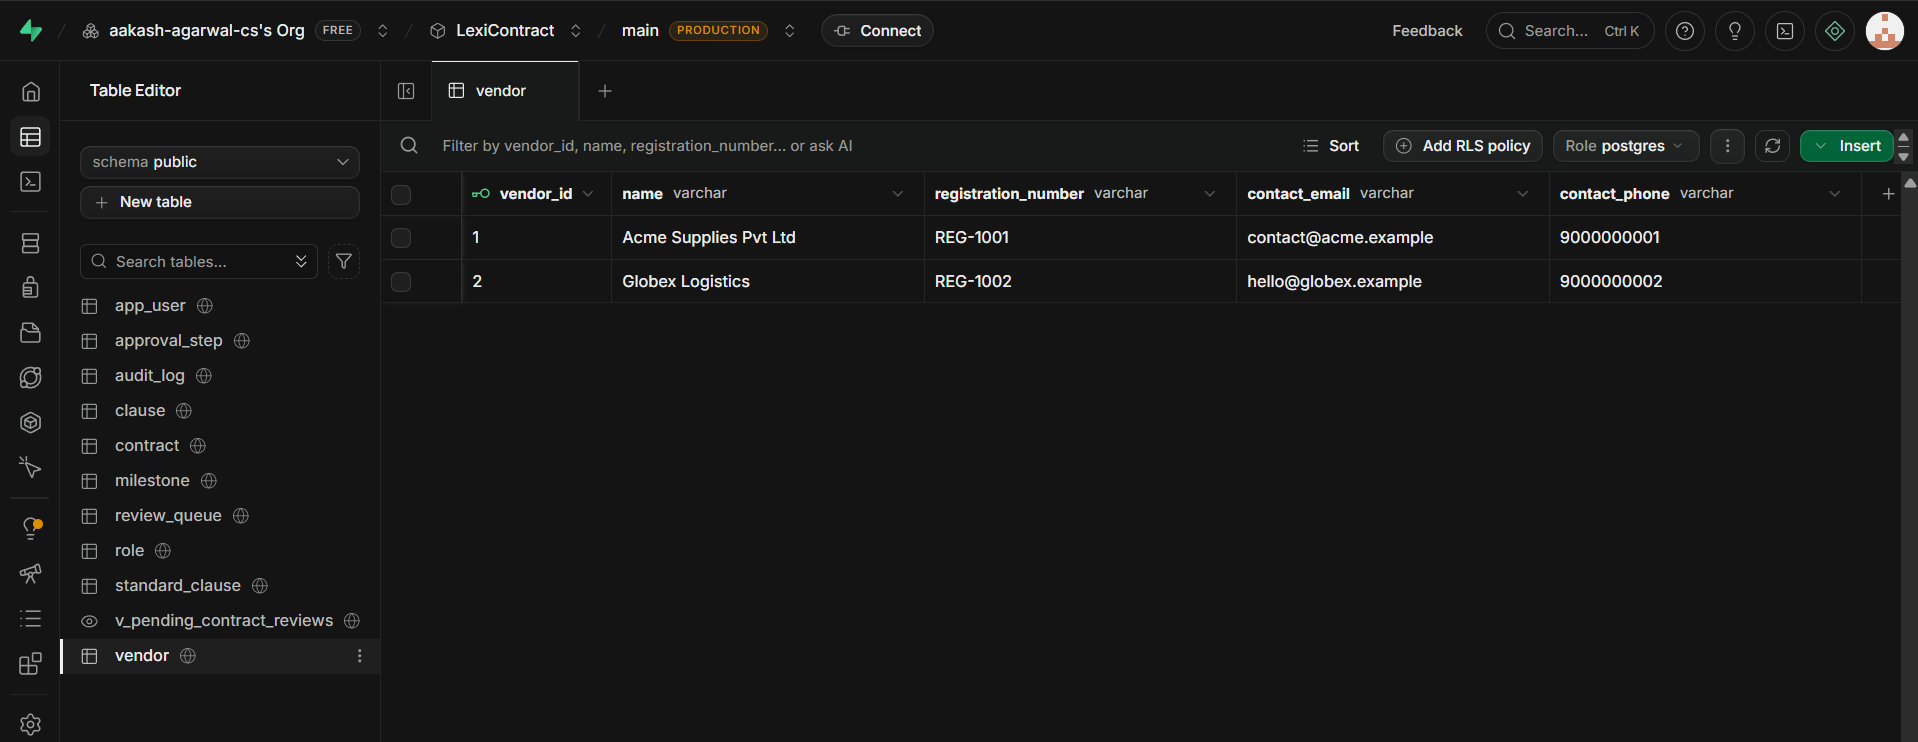 aakash-agarwal-cs's Org FREE LexiContract main PRODUCTION Connect Feedback Search... Ctrl K
Table Editor
vendor
schema public
New table
Search tables...
app_user
approval_step
audit_log
clause
contract
milestone
review_queue
role
standard_clause
v_pending_contract_reviews
vendor
Filter by vendor_id, name, registration_number... or ask AI Sort Add RLS policy Role postgres Insert
vendor_id name varchar registration_number varchar contact_email varchar contact_phone varchar
1 Acme Supplies Pvt Ltd REG-1001 contact@acme.example 9000000001
2 Globex Logistics REG-1002 hello@globex.example 9000000002